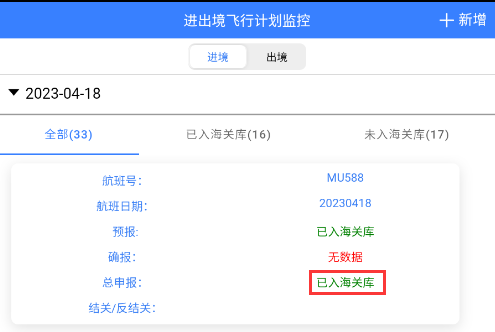 进出境飞行计划监控
新增
进境 出境
2023-04-18
全部(33) 已入海关库(16) 未入海关库(17)
航班号: MU588
航班日期: 20230418
预报: 已入海关库
确报: 无数据
总申报: 已入海关库
结关/反结关: